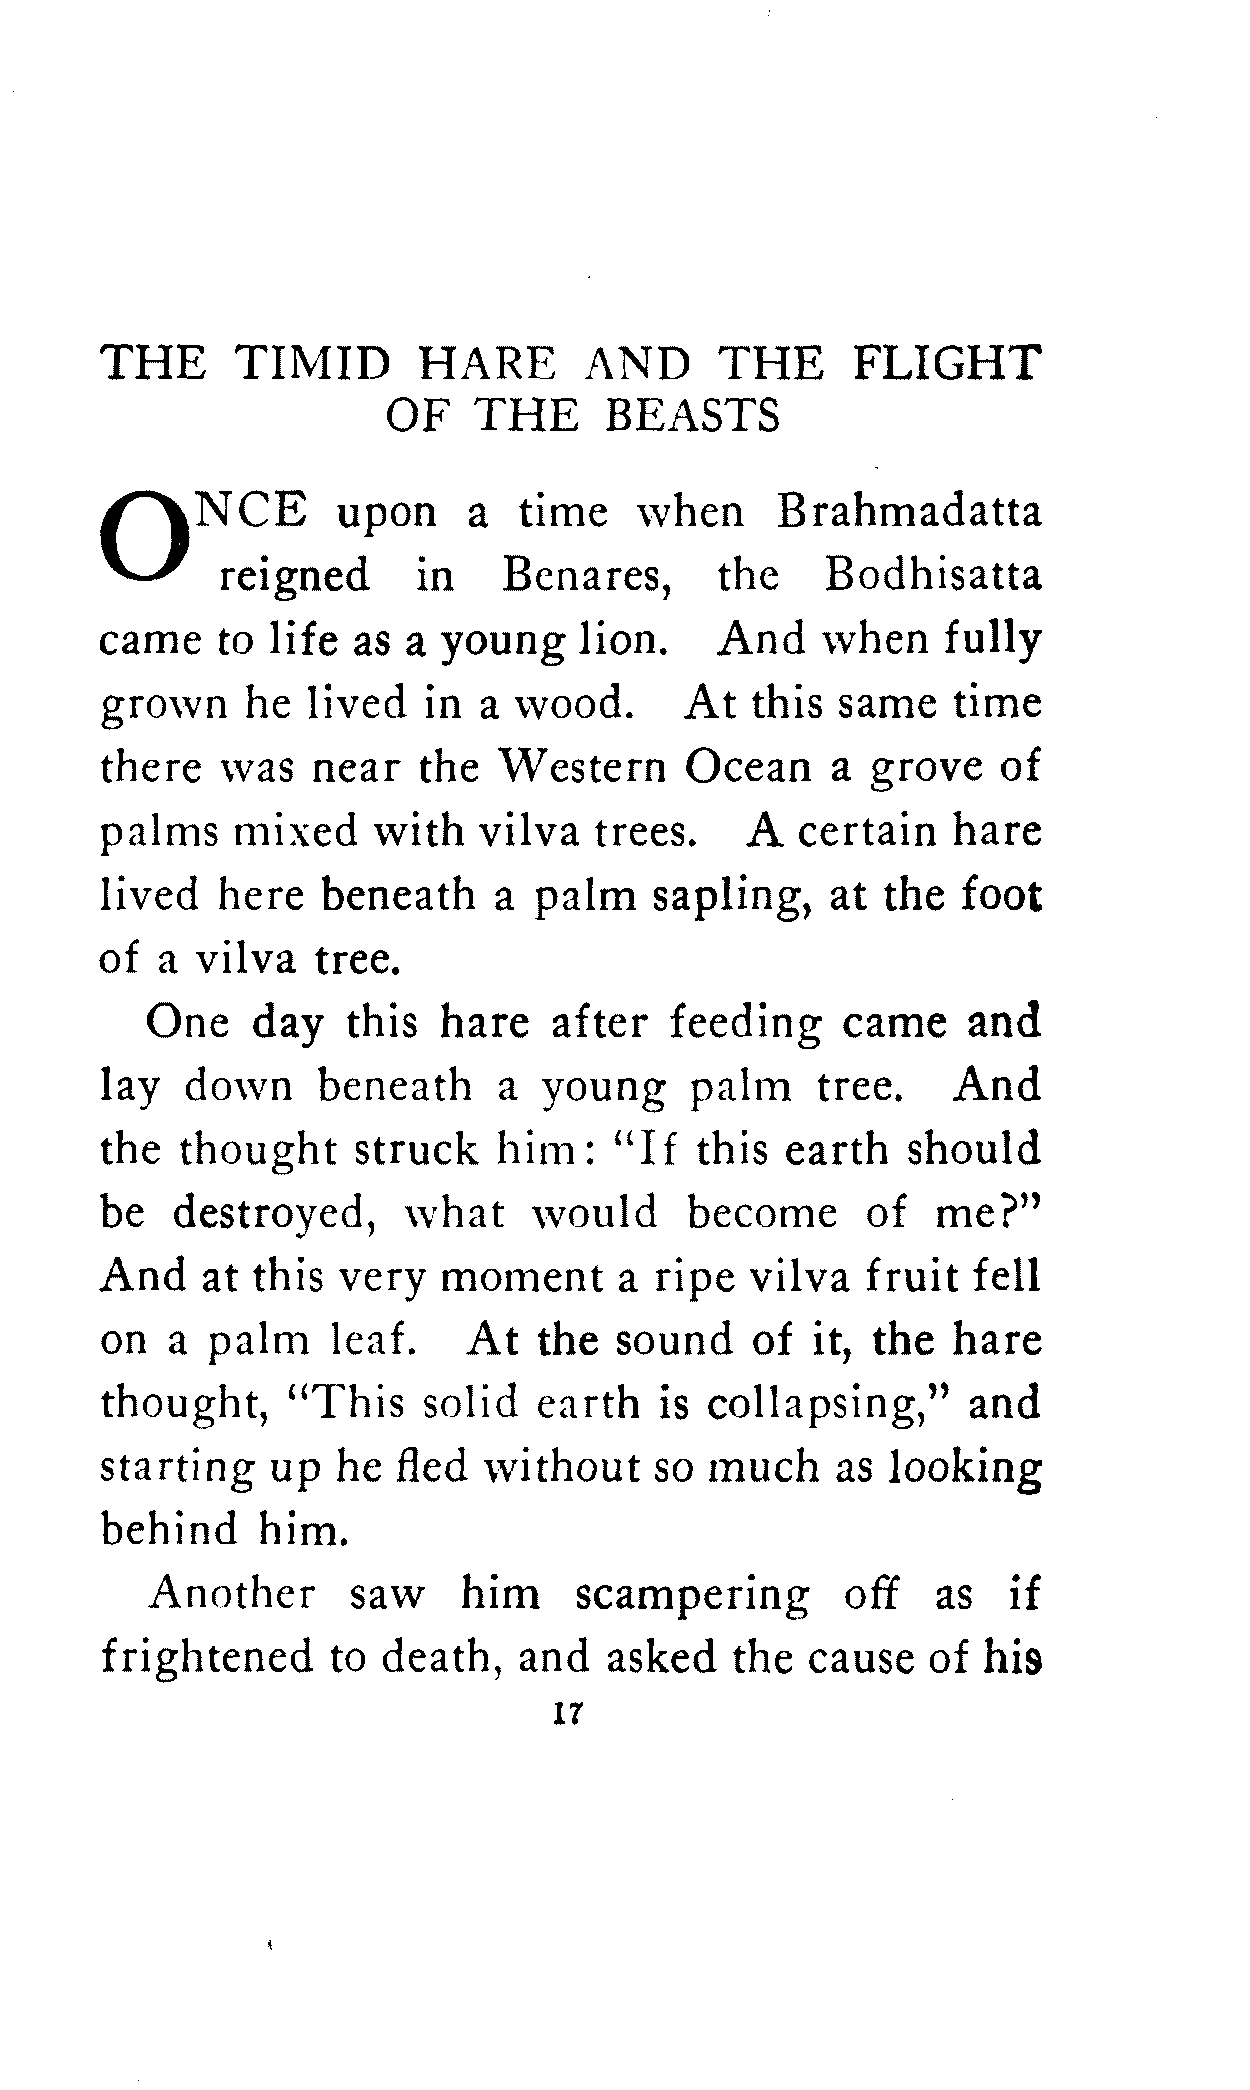 THE TIMID HARE AND THE FLIGHT
OF THE BEASTS
ONCE upon a time when Brahmadatta
reigned in Benares, the Bodhisatta
came to life as a young lion. And when fully
grown he lived in a wood. At this same time
there was near the Western Ocean a grove of
palms mixed with vilva trees. A certain hare
lived here beneath a palm sapling, at the foot
of a vilva tree.
One day this hare after feeding came and
lay down beneath a young palm tree. And
the thought struck him: "If this earth should
be destroyed, what would become of me?"
And at this very moment a ripe vilva fruit fell
on a palm leaf. At the sound of it, the hare
thought, "This solid earth is collapsing," and
starting up he fled without so much as looking
behind him.
Another saw him scampering off as if
frightened to death, and asked the cause of his
17